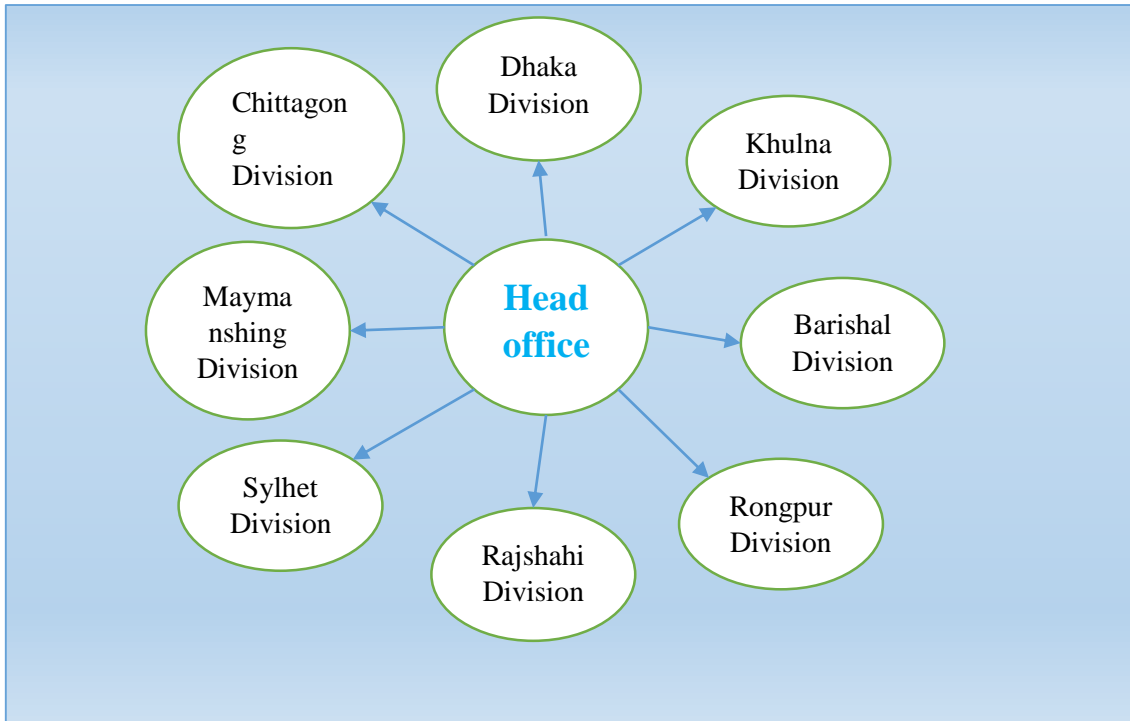 Dhaka
Division
Chittagon
g
Division
Khulna
Division
Head
office
Mayma
nshing
Division
Barishal
Division
Sylhet
Division
Rongpur
Division
Rajshahi
Division